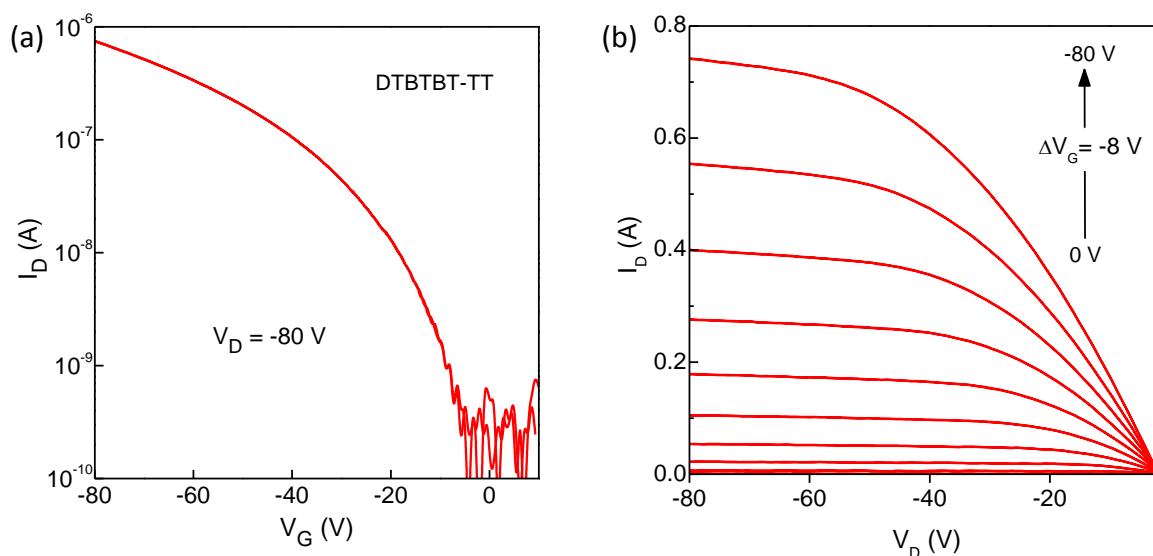 (a)
10⁻⁶
10⁻⁷
10⁻⁸
10⁻⁹
10⁻¹⁰
I_D (A)
DTBTBT-TT
V_D = -80 V
-80 -60 -40 -20 0
V_G (V)
(b)
0.8
0.6
0.4
0.2
0.0
I_D (A)
-80 V
ΔV_G= -8 V
0 V
-80 -60 -40 -20
V_D (V)